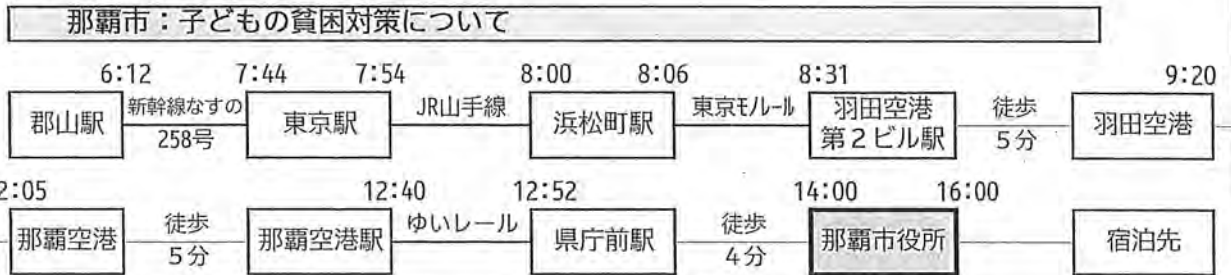 那覇市：子どもの貧困対策について
6:12 7:44 7:54 8:00 8:06 8:31 9:20
郡山駅 新幹線なすの 258号 東京駅 JR山手線 浜松町駅 東京モノレール 羽田空港 第2ビル駅 徒歩 5分 羽田空港
2:05 12:40 12:52 14:00 16:00
那覇空港 徒歩 5分 那覇空港駅 ゆいレール 県庁前駅 徒歩 4分 那覇市役所 宿泊先